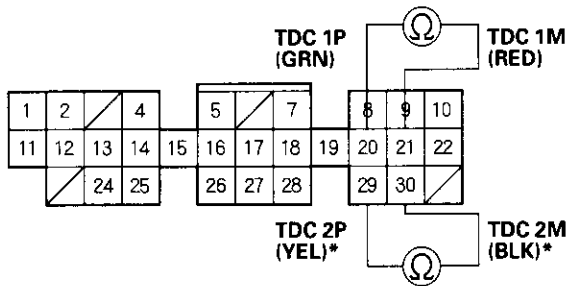 Ω
TDC 1P
(GRN)
TDC 1M
(RED)
1 2 4 5 7 8 9 10
11 12 13 14 15 16 17 18 19 20 21 22
24 25 26 27 28 29 30
TDC 2P
(YEL)*
TDC 2M
(BLK)*
Ω